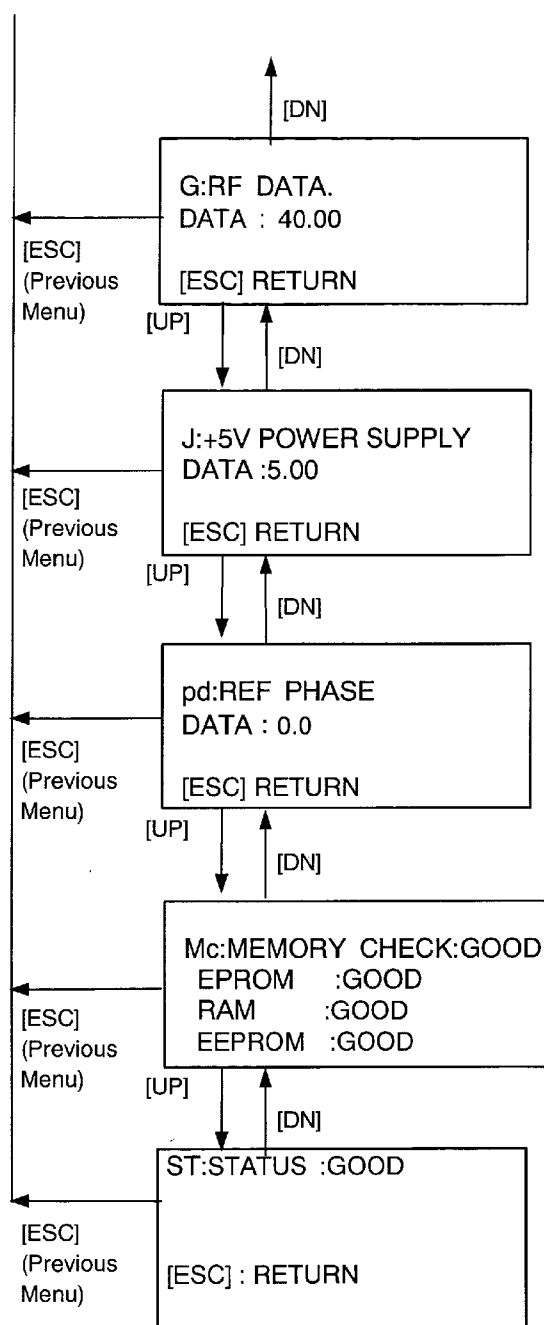 [DN]
G:RF DATA.
DATA : 40.00
[ESC] RETURN
[ESC]
(Previous
Menu)
[UP]
[DN]
J:+5V POWER SUPPLY
DATA :5.00
[ESC] RETURN
[ESC]
(Previous
Menu)
[UP]
[DN]
pd:REF PHASE
DATA : 0.0
[ESC] RETURN
[ESC]
(Previous
Menu)
[UP]
[DN]
Mc:MEMORY CHECK:GOOD
EPROM :GOOD
RAM :GOOD
EEPROM :GOOD
[ESC]
(Previous
Menu)
[UP]
[DN]
ST:STATUS :GOOD
[ESC] : RETURN
[ESC]
(Previous
Menu)